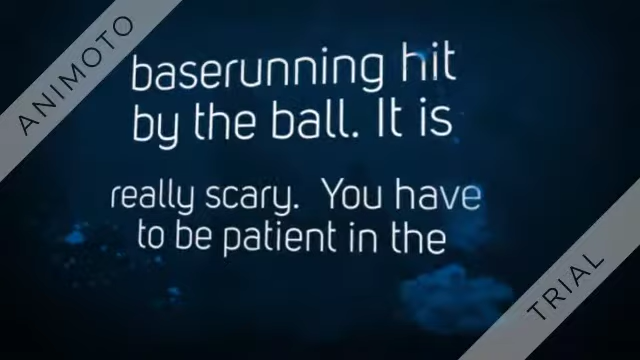 ANIMOTO
baserunning hit
by the ball. It is
really scary. You have
to be patient in the
TRIAL